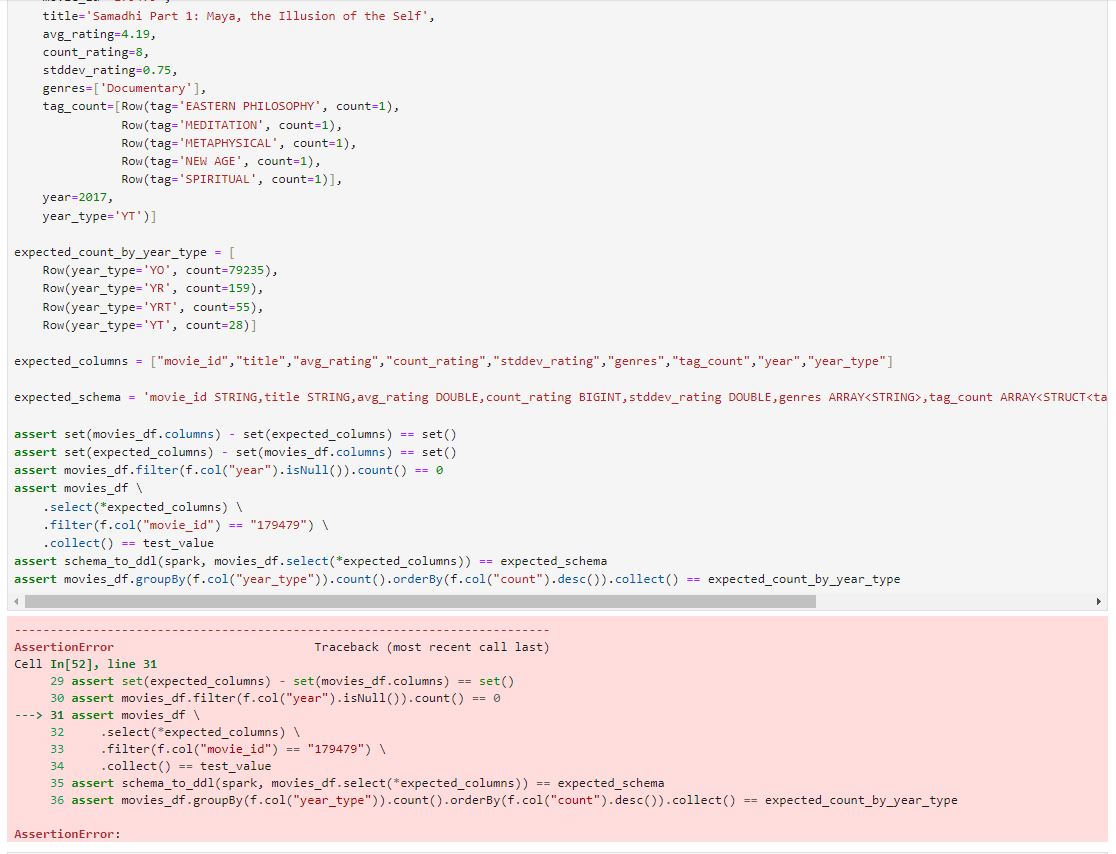 title='Samadhi Part 1: Maya, the Illusion of the Self',
avg_rating=4.19,
count_rating=8,
stddev_rating=0.75,
genres=['Documentary'],
tag_count=[Row(tag='EASTERN PHILOSOPHY', count=1),
Row(tag='MEDITATION', count=1),
Row(tag='METAPHYSICAL', count=1),
Row(tag='NEW AGE', count=1),
Row(tag='SPIRITUAL', count=1)],
year=2017,
year_type='YT')]
expected_count_by_year_type = [
Row(year_type='YO', count=79235),
Row(year_type='YR', count=159),
Row(year_type='YRT', count=55),
Row(year_type='YT', count=28)]
expected_columns = ["movie_id","title","avg_rating","count_rating","stddev_rating","genres","tag_count","year","year_type"]
expected_schema = 'movie_id STRING,title STRING,avg_rating DOUBLE,count_rating BIGINT,stddev_rating DOUBLE,genres ARRAY<STRING>,tag_count ARRAY<STRUCT<ta
assert set(movies_df.columns) - set(expected_columns) == set()
assert set(expected_columns) - set(movies_df.columns) == set()
assert movies_df.filter(f.col("year").isNull()).count() == 0
assert movies_df \
.select(*expected_columns) \
.filter(f.col("movie_id") == "179479") \
.collect() == test_value
assert schema_to_ddl(spark, movies_df.select(*expected_columns)) == expected_schema
assert movies_df.groupBy(f.col("year_type")).count().orderBy(f.col("count").desc()).collect() == expected_count_by_year_type
---------------------------------------------------------------------------
AssertionError Traceback (most recent call last)
Cell In[52], line 31
29 assert set(expected_columns) - set(movies_df.columns) == set()
30 assert movies_df.filter(f.col("year").isNull()).count() == 0
---> 31 assert movies_df \
32 .select(*expected_columns) \
33 .filter(f.col("movie_id") == "179479") \
34 .collect() == test_value
35 assert schema_to_ddl(spark, movies_df.select(*expected_columns)) == expected_schema
36 assert movies_df.groupBy(f.col("year_type")).count().orderBy(f.col("count").desc()).collect() == expected_count_by_year_type
AssertionError: